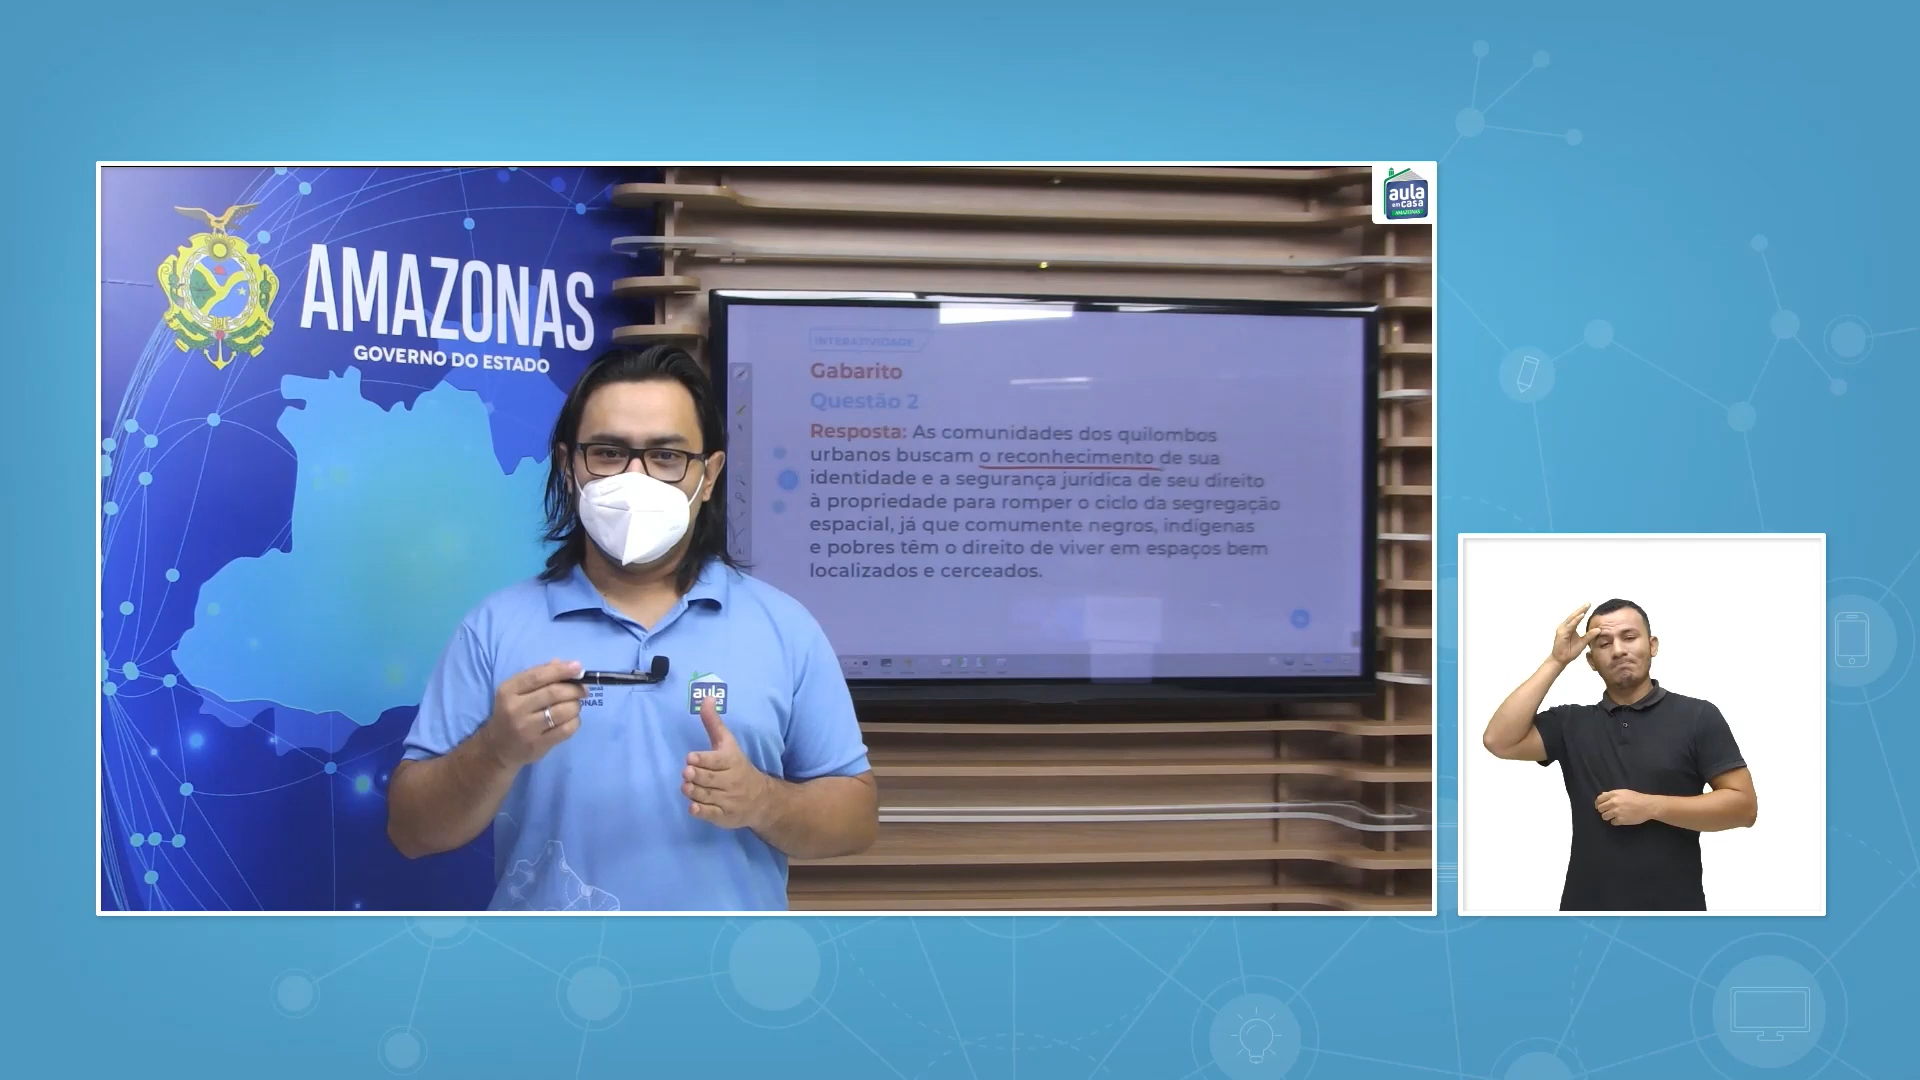 AMAZONAS
GOVERNO DO ESTADO
aula
em casa
AMAZONAS
INTERATIVIDADE
Gabarito
Questão 2
Resposta: As comunidades dos quilombos
urbanos buscam o reconhecimento de sua
identidade e a segurança jurídica de seu direito
à propriedade para romper o ciclo da segregação
espacial, já que comumente negros, indígenas
e pobres têm o direito de viver em espaços bem
localizados e cerceados.
aula